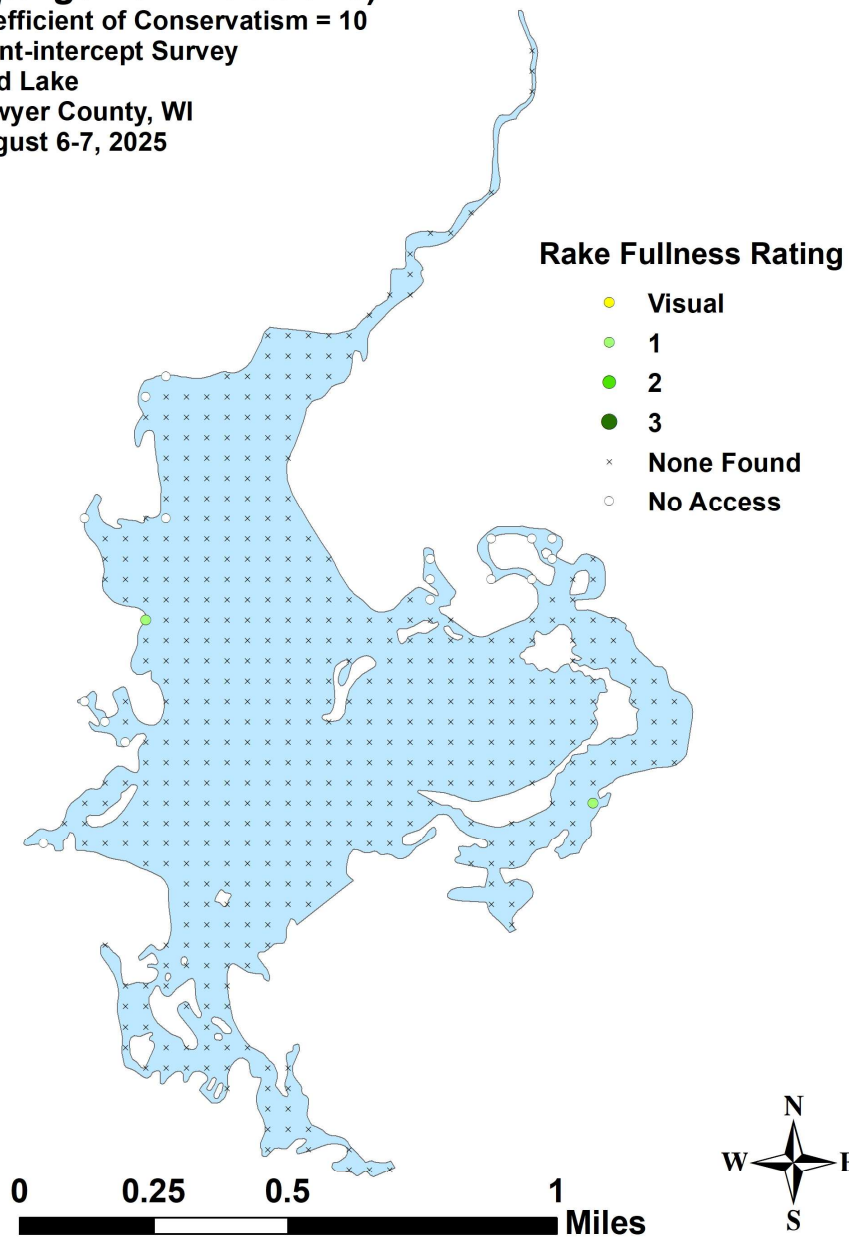 efficient of Conservatism = 10
nt-intercept Survey
d Lake
wyer County, WI
gust 6-7, 2025
Rake Fullness Rating
Visual
1
2
3
None Found
No Access
N
W
S
0 0.25 0.5 1
Miles